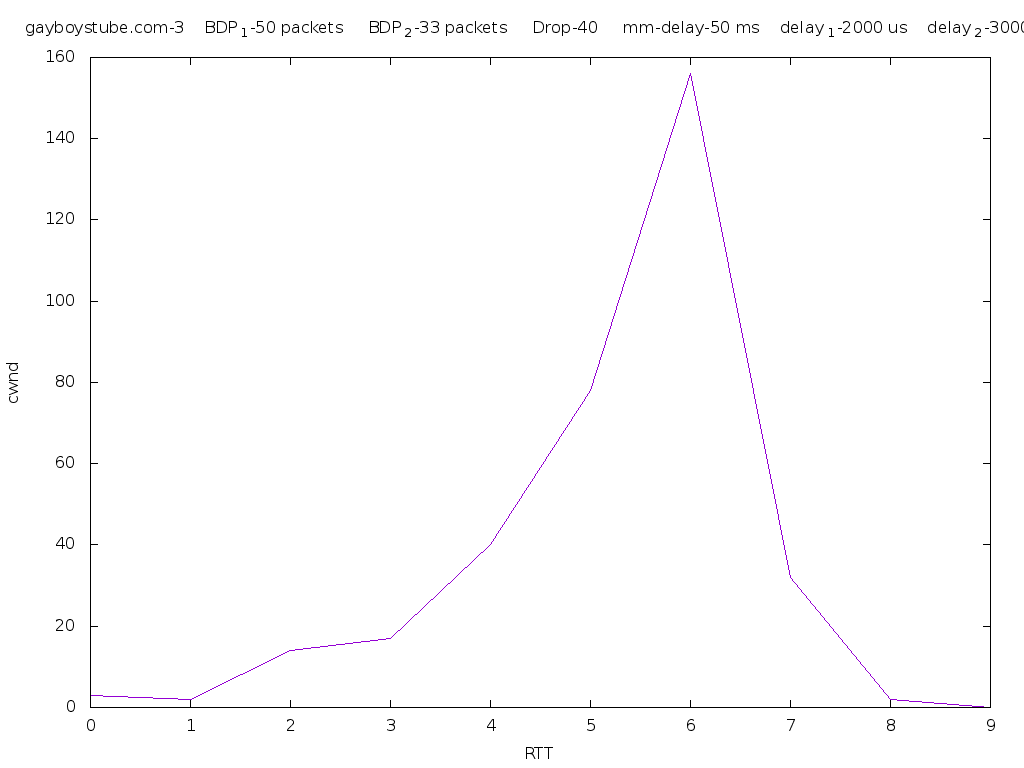 gayboystube.com-3 BDP1-50 packets BDP2-33 packets Drop-40 mm-delay-50 ms delay1-2000 us delay2-3000
160
140
120
100
80
60
40
20
0
cwnd
0 1 2 3 4 5 6 7 8 9
RTT